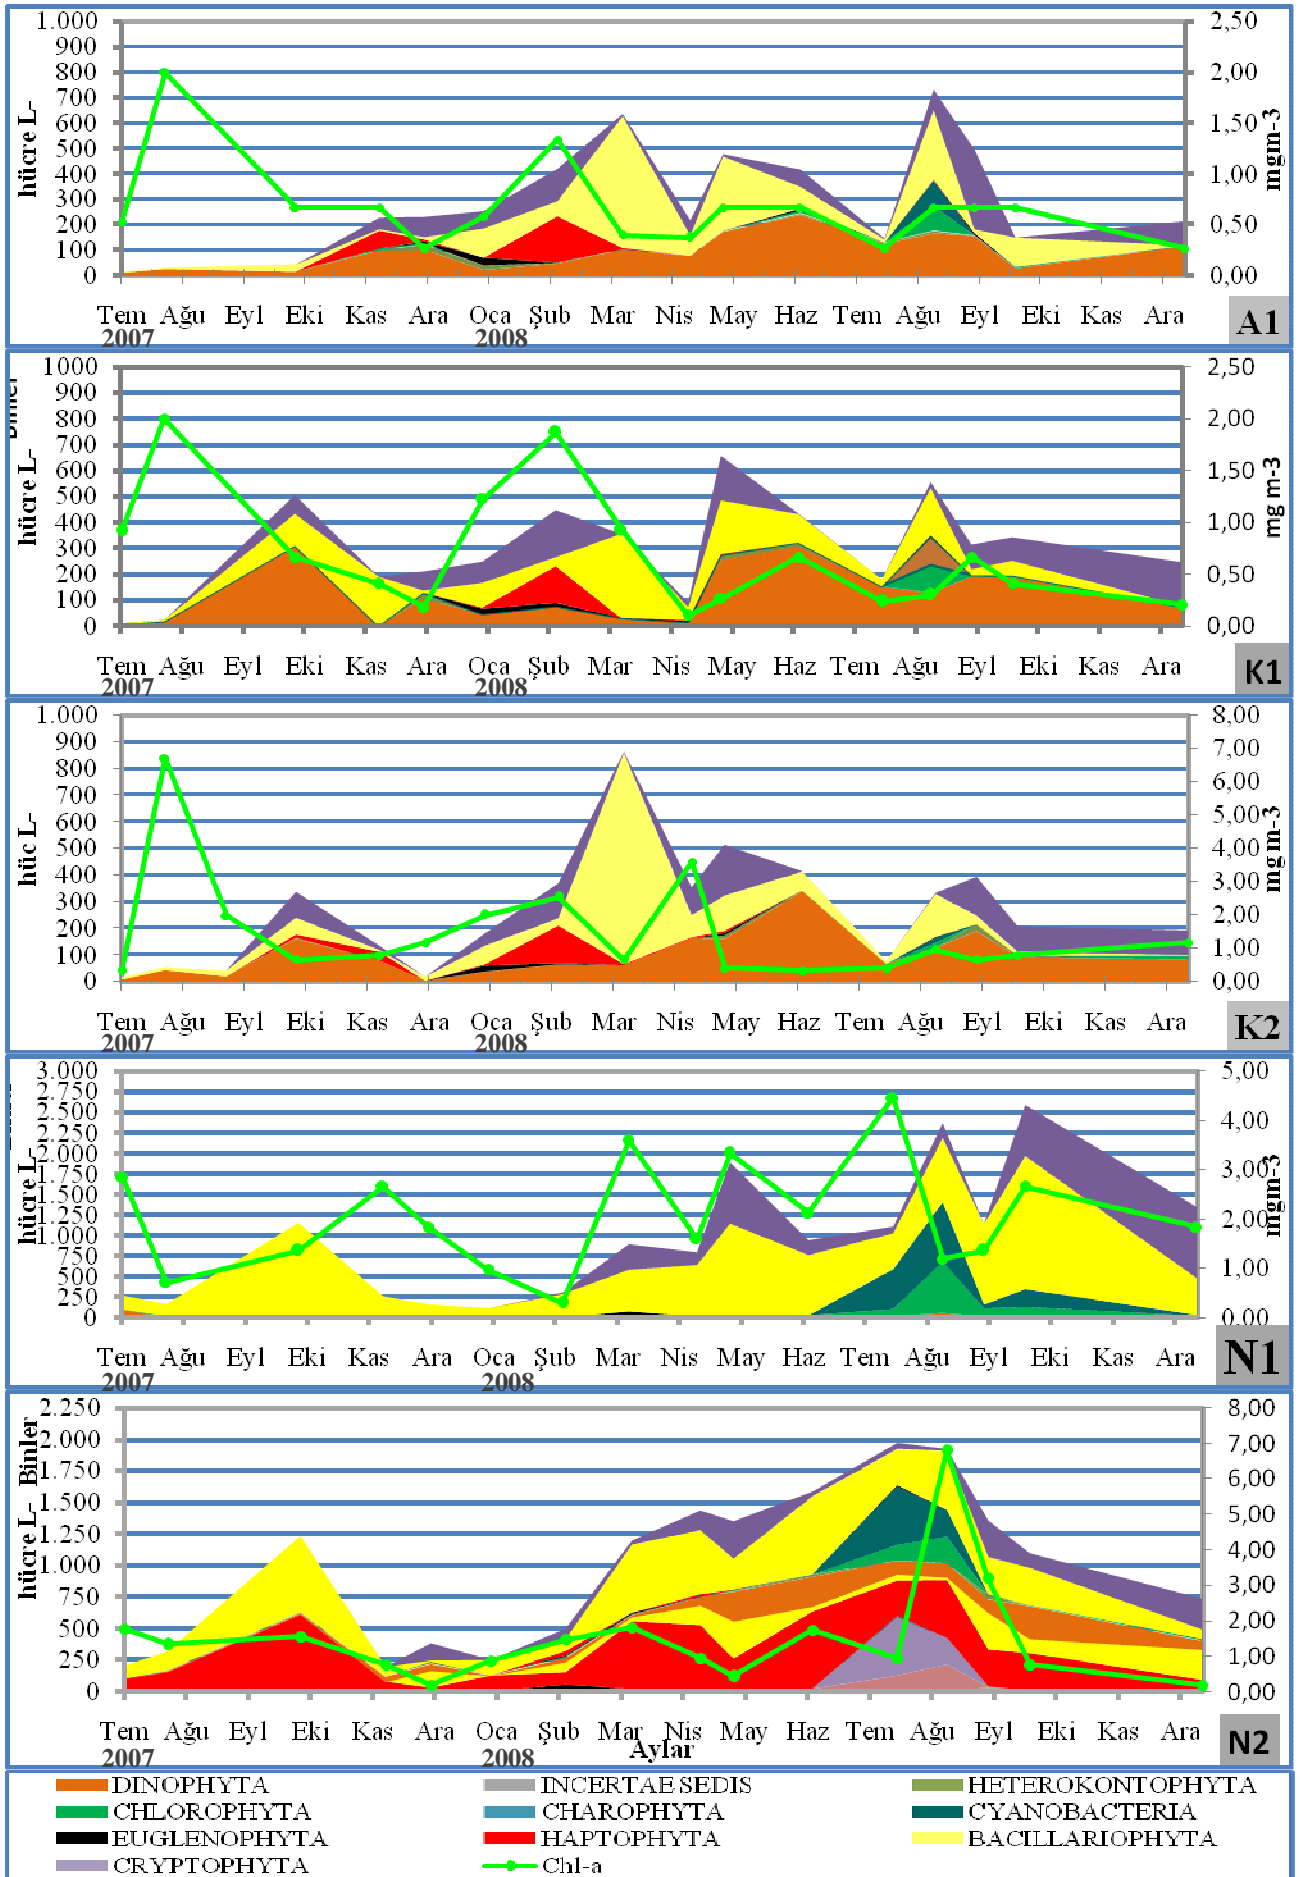 1.000 2,50
900
800 2,00
700
600 1,50
500
400 1,00
300
200 0,50
100
0 0,00
hücre L-
mgm-3
Tem Ağu Eyl Eki Kas Ara Oca Şub Mar Nis May Haz Tem Ağu Eyl Eki Kas Ara
2007 2008
A1
1000 2,50
900
800 2,00
700
600 1,50
500
400 1,00
300
200 0,50
100
0 0,00
hücre L-
mg m-3
Tem Ağu Eyl Eki Kas Ara Oca Şub Mar Nis May Haz Tem Ağu Eyl Eki Kas Ara
2007 2008
K1
1.000 8,00
900 7,00
800 6,00
700
600 5,00
500 4,00
400 3,00
300 2,00
200
100 1,00
0 0,00
hüc L-
mg m-3
Tem Ağu Eyl Eki Kas Ara Oca Şub Mar Nis May Haz Tem Ağu Eyl Eki Kas Ara
2007 2008
K2
3.000 5,00
2.750
2.500 4,00
2.250
2.000
1.750 3,00
1.500
1.250 2,00
1.000
750 1,00
500
250
0 0,00
hücre L-
mgm-3
Tem Ağu Eyl Eki Kas Ara Oca Şub Mar Nis May Haz Tem Ağu Eyl Eki Kas Ara
2007 2008
N1
2.250 8,00
2.000 7,00
1.750 6,00
1.500 5,00
1.250 4,00
1.000
750 3,00
500 2,00
250 1,00
0 0,00
hücre L- Binler
Tem Ağu Eyl Eki Kas Ara Oca Şub Mar Nis May Haz Tem Ağu Eyl Eki Kas Ara
2007 2008 Aylar
N2
DINOPHYTA INCERTAE SEDIS HETEROKONTOPHYTA
CHLOROPHYTA CHAROPHYTA CYANOBACTERIA
EUGLENOPHYTA HAPTOPHYTA BACILLARIOPHYTA
CRYPTOPHYTA Chl-a